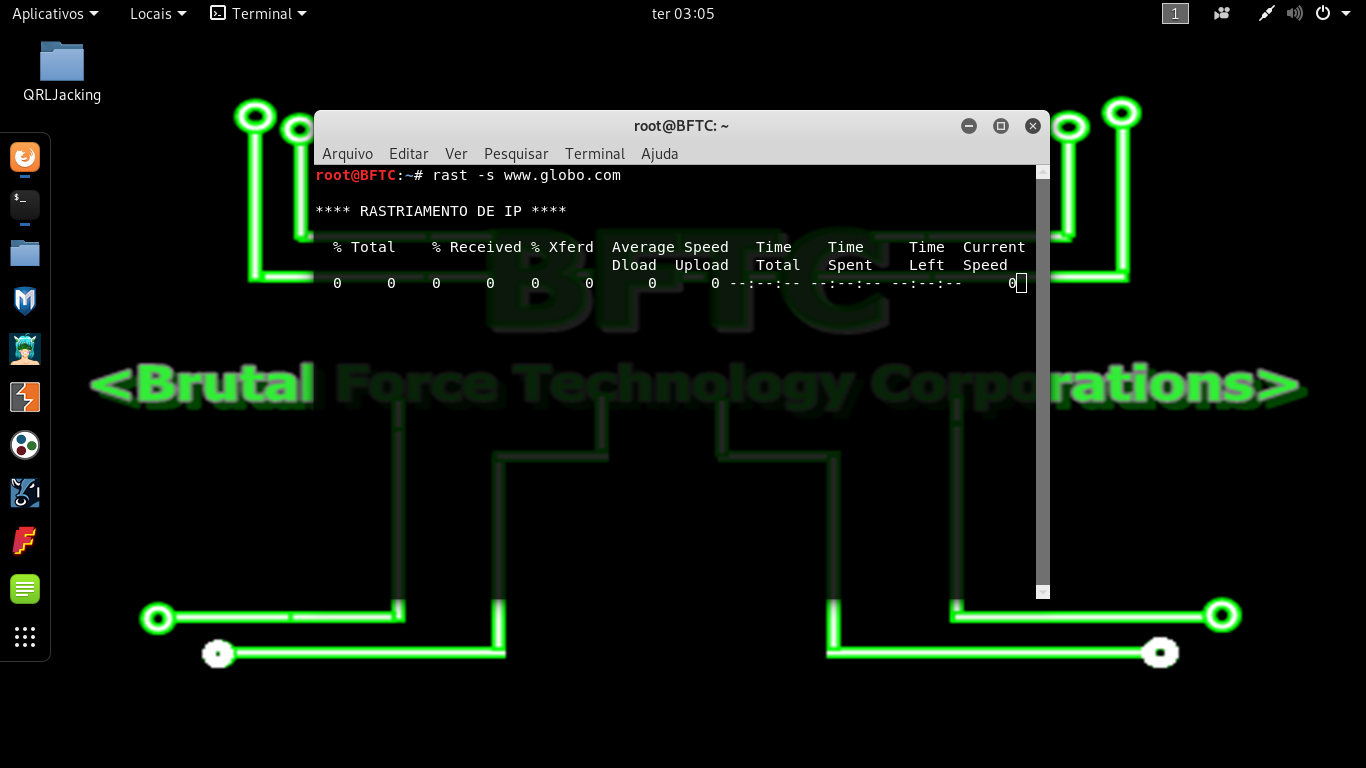 Aplicativos Locais Terminal ter 03:05 1
QRLJacking
root@BFTC: ~
Arquivo Editar Ver Pesquisar Terminal Ajuda
root@BFTC:~# rast -s www.globo.com
**** RASTRIAMENTO DE IP ****
% Total % Received % Xferd Average Speed Time Time Time Current
Dload Upload Total Spent Left Speed
0 0 0 0 0 0 0 0 --:--:-- --:--:-- --:--:-- 0
BFTC
<Brutal Force Technology Corporations>